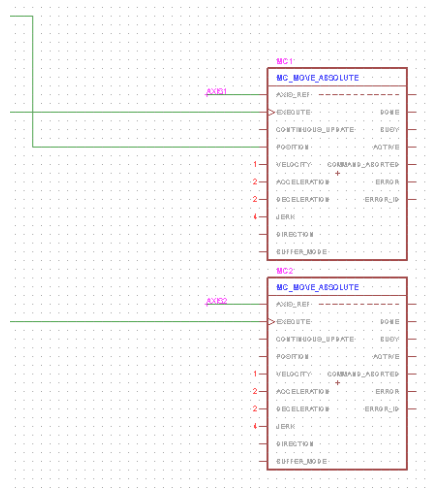 MC1
MC_MOVE_ABSOLUTE
AXIS1
AXIS_REF
EXECUTE DONE
CONTINUOUS_UPDATE BUSY
POSITION ACTIVE
1 VELOCITY COMMAND_ABORTED
2 ACCELERATION ERROR
2 DECELERATION ERROR_ID
4 JERK
DIRECTION
BUFFER_MODE
MC2
MC_MOVE_ABSOLUTE
AXIS2
AXIS_REF
EXECUTE DONE
CONTINUOUS_UPDATE BUSY
POSITION ACTIVE
1 VELOCITY COMMAND_ABORTED
2 ACCELERATION ERROR
2 DECELERATION ERROR_ID
4 JERK
DIRECTION
BUFFER_MODE